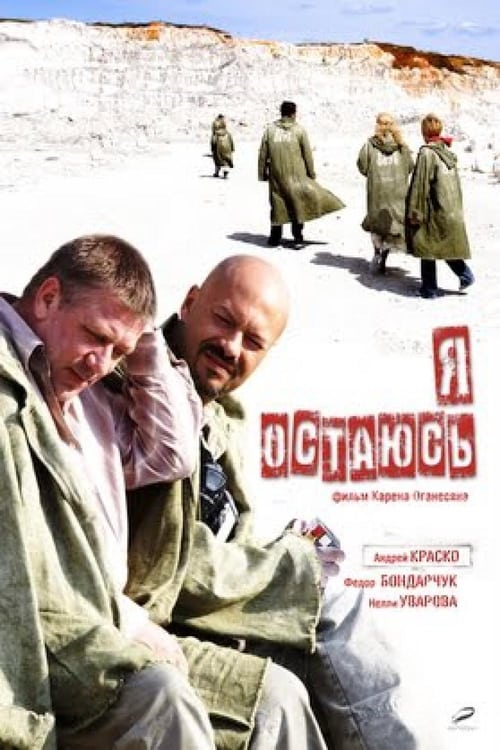 Я
ОСТАЮСЬ
фильм Карена Оганесяна
Андрей КРАСКО
Федор БОНДАРЧУК
Нелли УВАРОВА